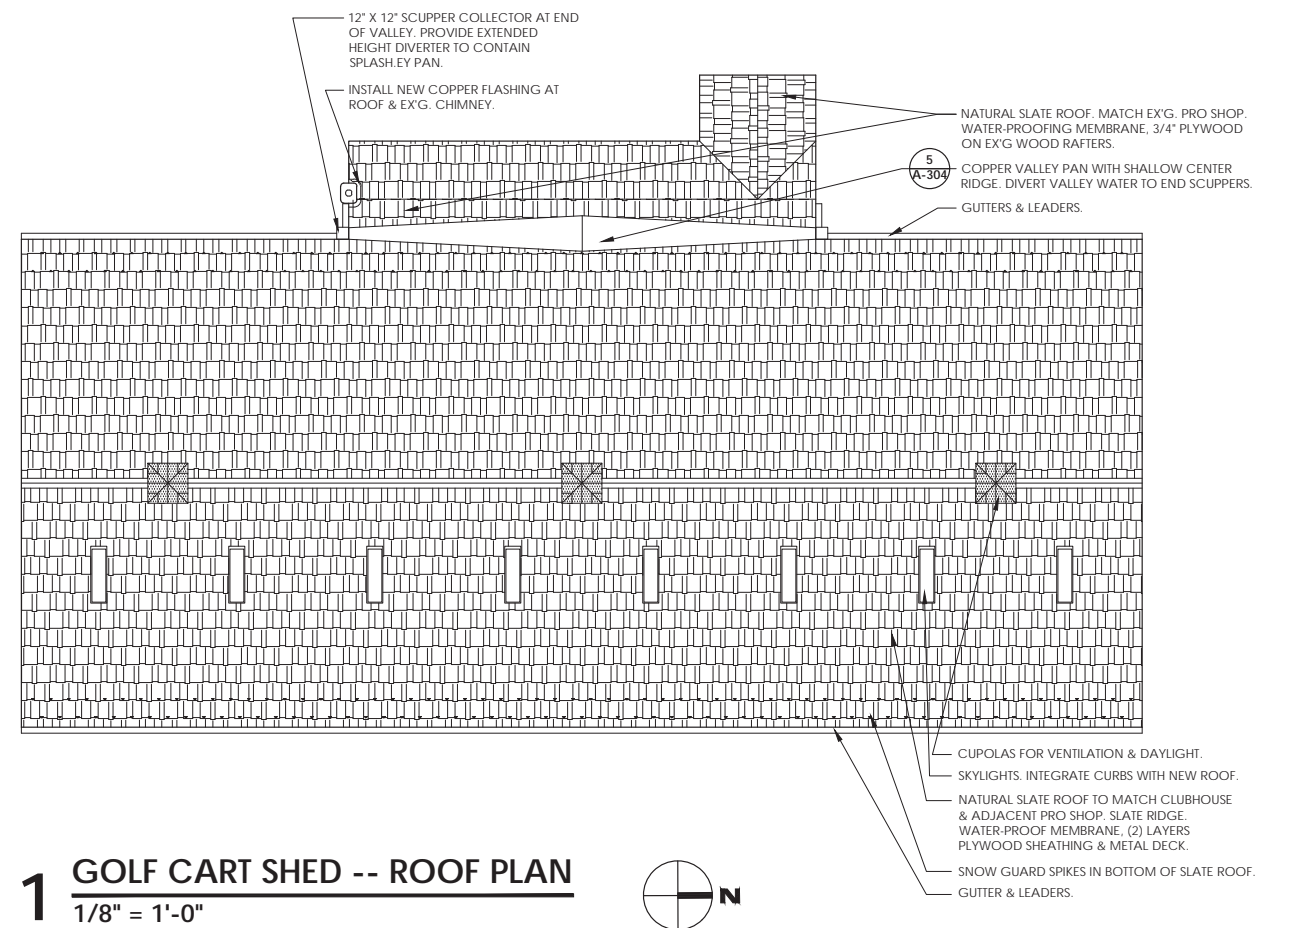 12" X 12" SCUPPER COLLECTOR AT END
OF VALLEY. PROVIDE EXTENDED
HEIGHT DIVERTER TO CONTAIN
SPLASH.EY PAN.
INSTALL NEW COPPER FLASHING AT
ROOF & EX'G. CHIMNEY.
NATURAL SLATE ROOF. MATCH EX'G. PRO SHOP.
WATER-PROOFING MEMBRANE, 3/4" PLYWOOD
ON EX'G WOOD RAFTERS.
5
A-304
COPPER VALLEY PAN WITH SHALLOW CENTER
RIDGE. DIVERT VALLEY WATER TO END SCUPPERS.
GUTTERS & LEADERS.
CUPOLAS FOR VENTILATION & DAYLIGHT.
SKYLIGHTS. INTEGRATE CURBS WITH NEW ROOF.
NATURAL SLATE ROOF TO MATCH CLUBHOUSE
& ADJACENT PRO SHOP. SLATE RIDGE.
WATER-PROOF MEMBRANE, (2) LAYERS
PLYWOOD SHEATHING & METAL DECK.
SNOW GUARD SPIKES IN BOTTOM OF SLATE ROOF.
GUTTER & LEADERS.
1
GOLF CART SHED -- ROOF PLAN
1/8" = 1'-0"
N